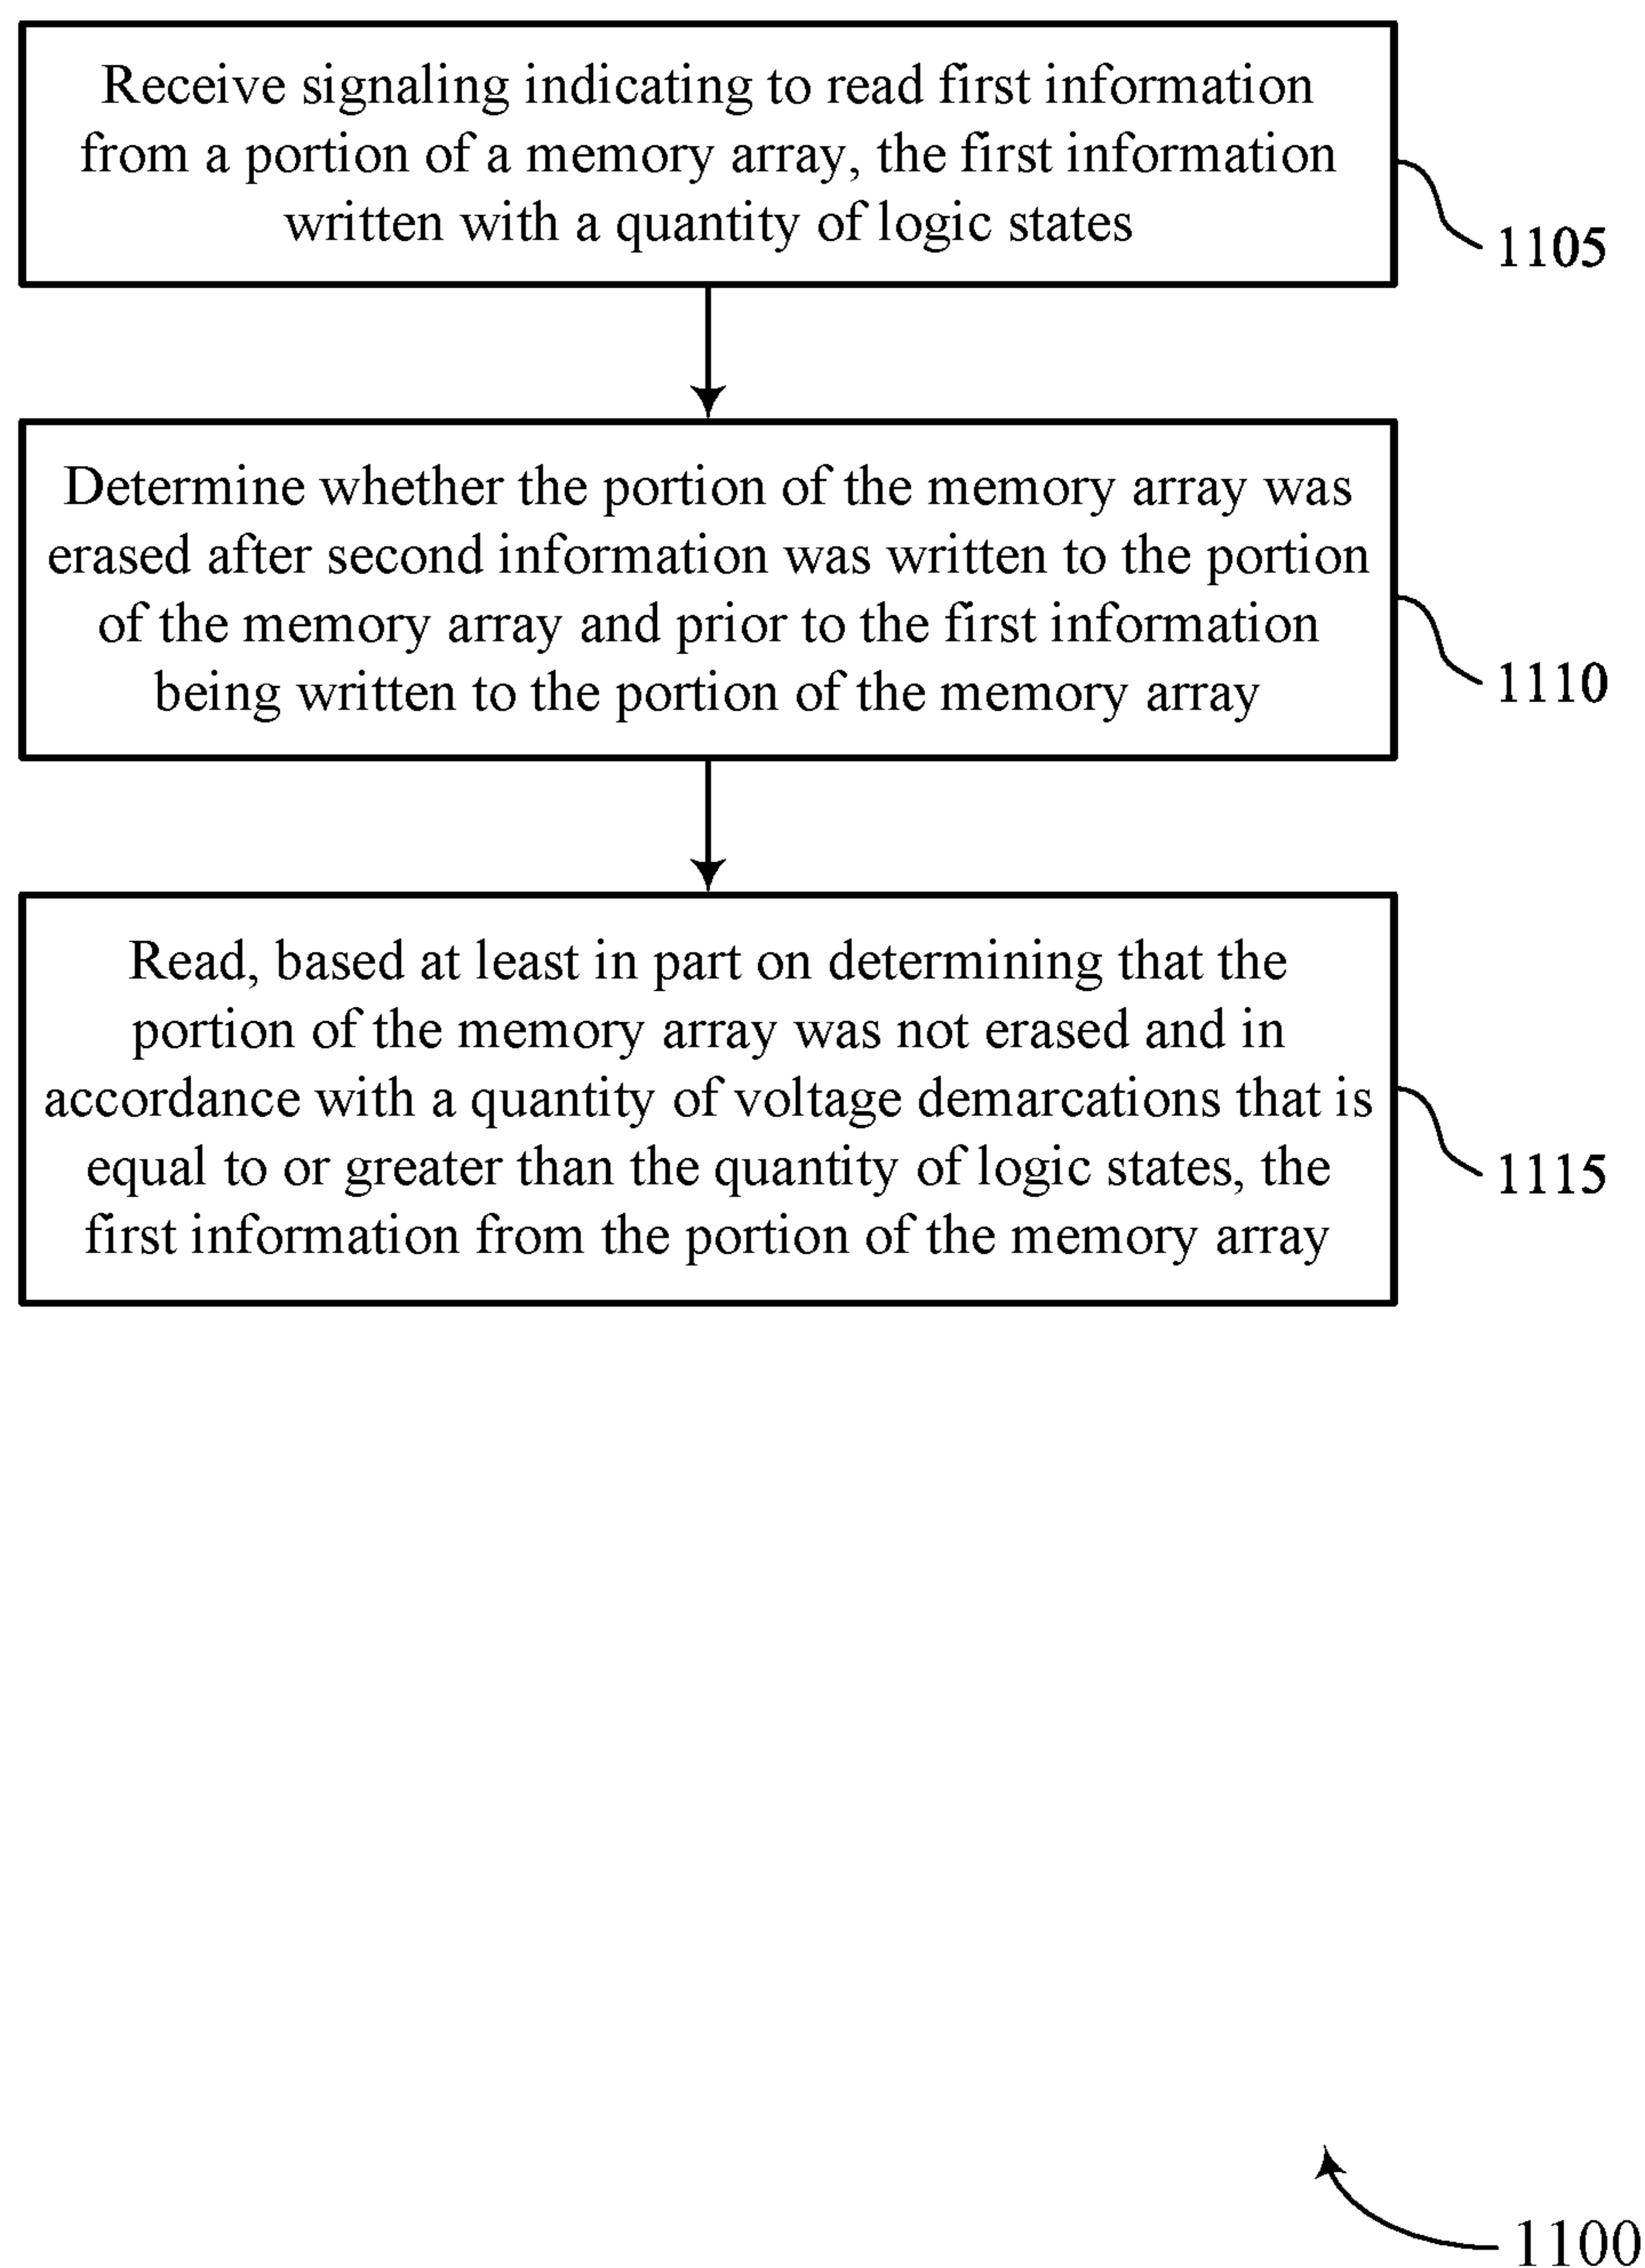 Receive signaling indicating to read first information
from a portion of a memory array, the first information
written with a quantity of logic states
1105
Determine whether the portion of the memory array was
erased after second information was written to the portion
of the memory array and prior to the first information
being written to the portion of the memory array
1110
Read, based at least in part on determining that the
portion of the memory array was not erased and in
accordance with a quantity of voltage demarcations that is
equal to or greater than the quantity of logic states, the
first information from the portion of the memory array
1115
1100